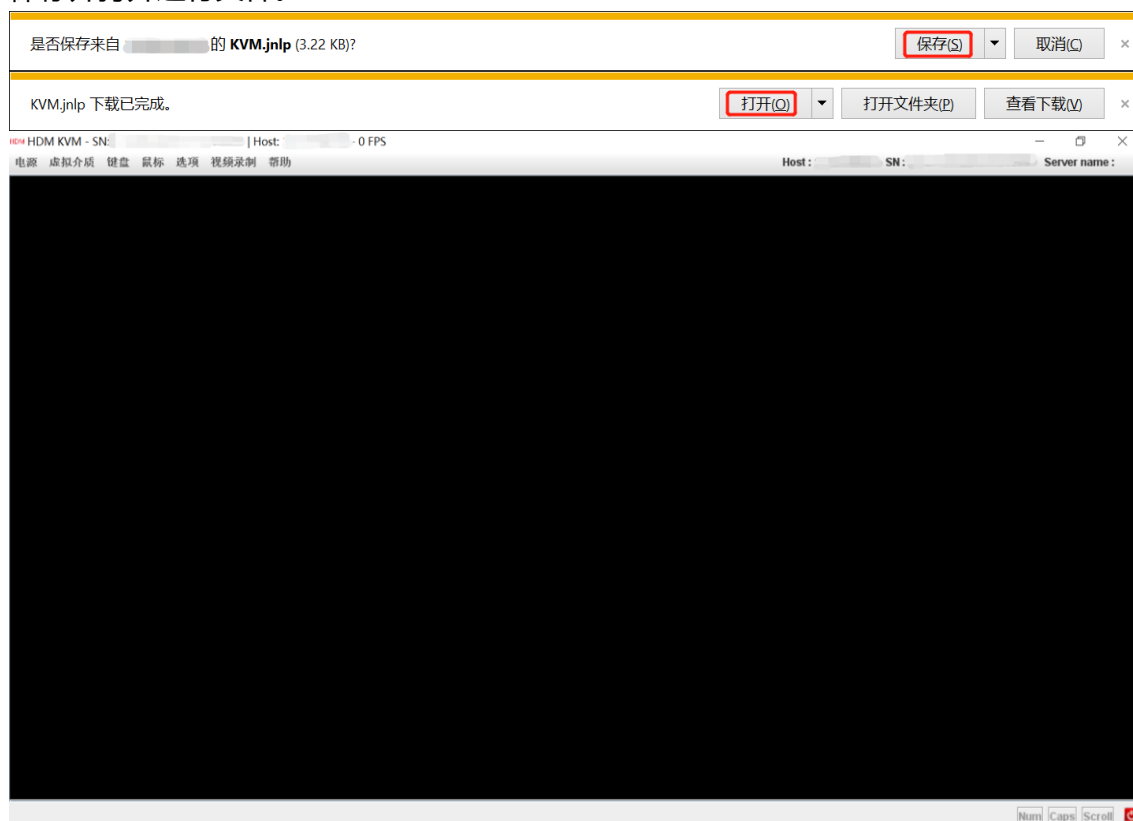 是否保存来自 的 KVM.jnlp (3.22 KB)? 保存(S) 取消(C) ×
KVM.jnlp 下载已完成。 打开(O) 打开文件夹(P) 查看下载(V) ×
HDM HDM KVM - SN: | Host: - 0 FPS
电源 虚拟介质 键盘 鼠标 选项 视频录制 帮助 Host: SN: Server name:
Num Caps Scroll